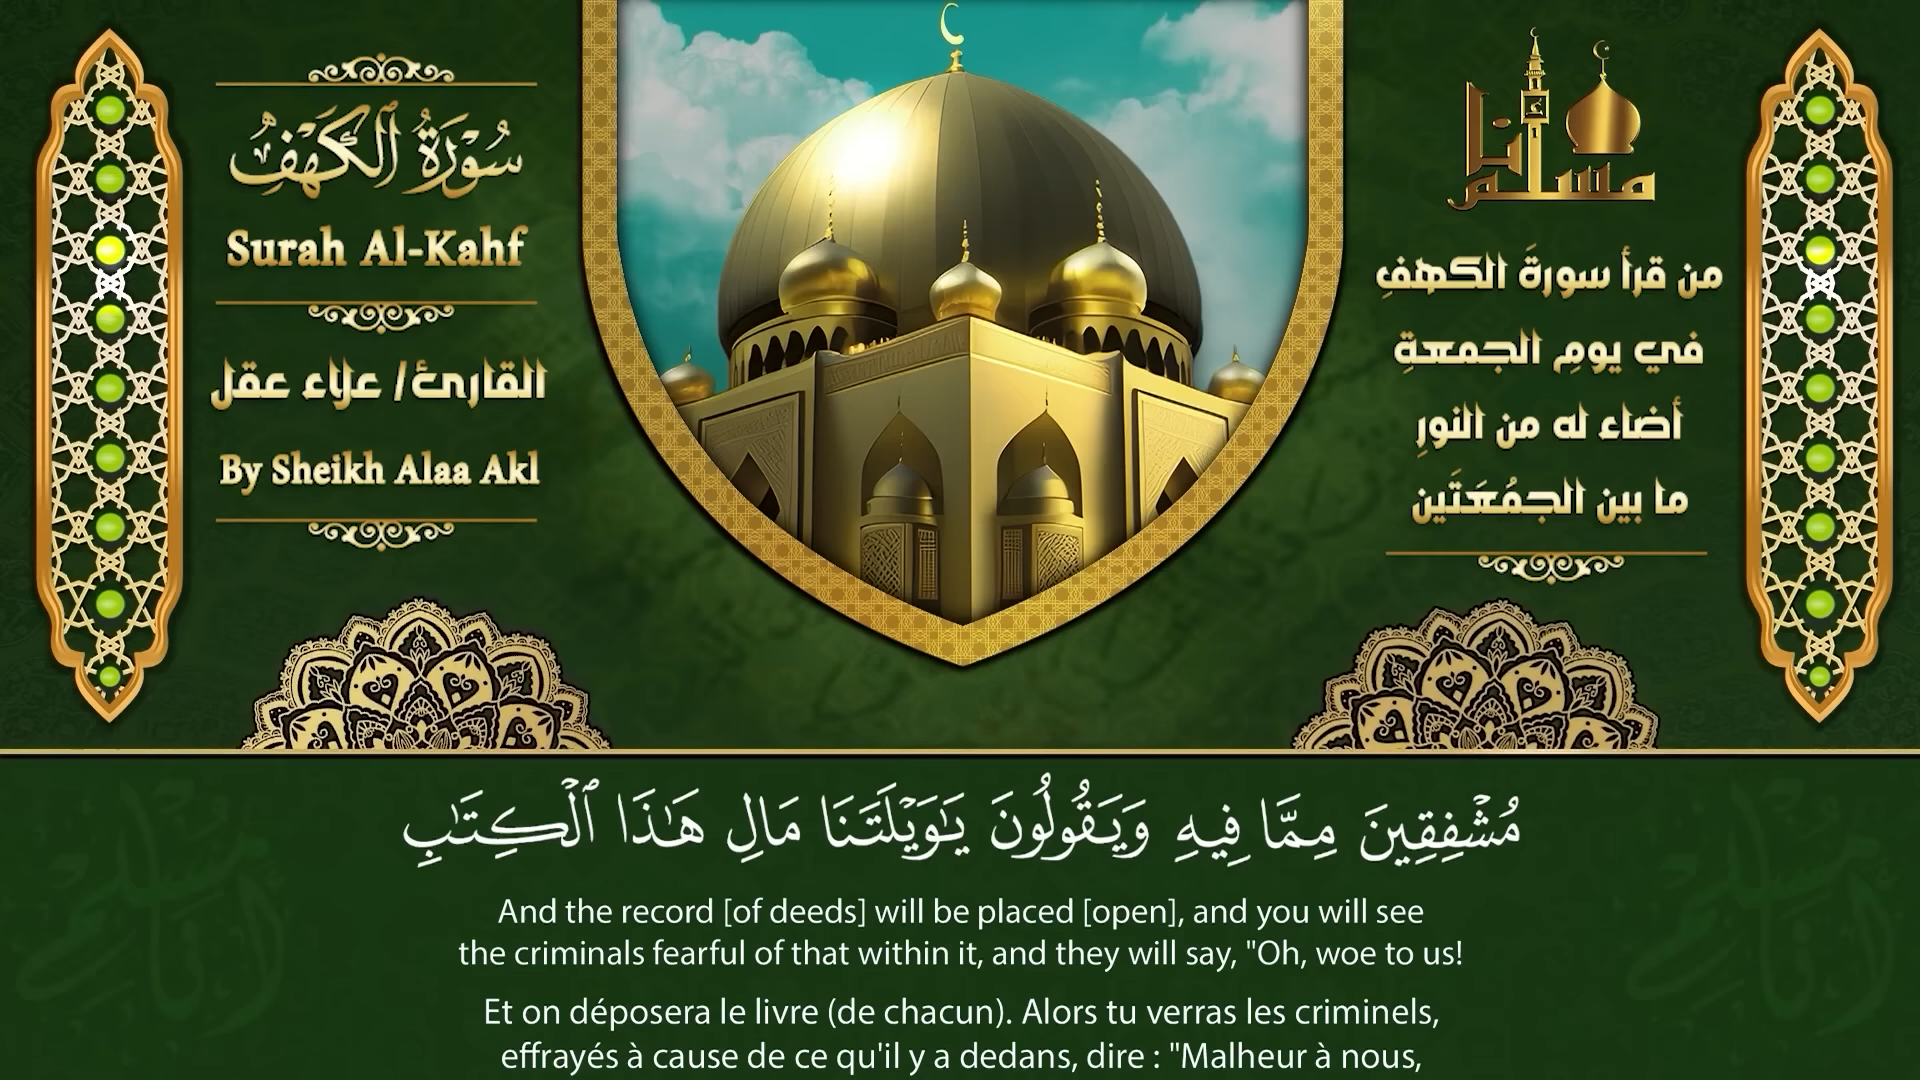 سُورَةُ الكَهْفِ
Surah Al-Kahf
القارئ / علاء عقل
By Sheikh Alaa Akl
أنا
مسلم
من قرأ سورةَ الكهفِ
في يومِ الجمعةِ
أضاء له من النورِ
ما بين الجمُعَتَين
مُشْفِقِينَ مِمَّا فِيهِ وَيَقُولُونَ يَٰوَيْلَتَنَا مَالِ هَٰذَا ٱلْكِتَٰبِ
And the record [of deeds] will be placed [open], and you will see
the criminals fearful of that within it, and they will say, "Oh, woe to us!
Et on déposera le livre (de chacun). Alors tu verras les criminels,
effrayés à cause de ce qu'il y a dedans, dire : "Malheur à nous,